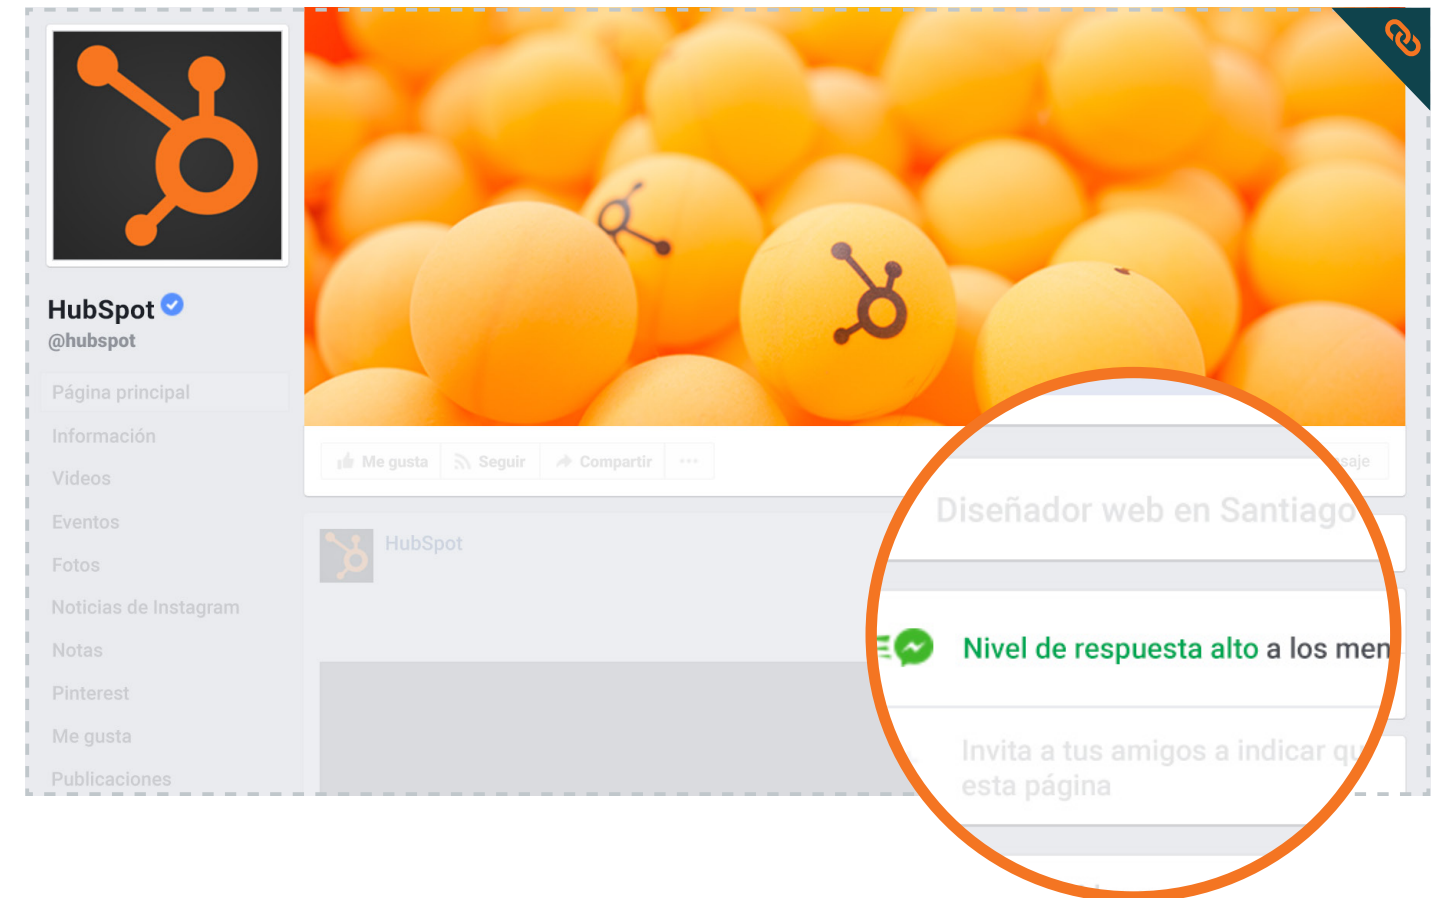 HubSpot
@hubspot
Página principal
Información
Videos
Eventos
Fotos
Noticias de Instagram
Notas
Pinterest
Me gusta
Publicaciones
Me gusta
Seguir
Compartir
HubSpot
Diseñador web en Santiago
Nivel de respuesta alto a los men
Invita a tus amigos a indicar qu
esta página